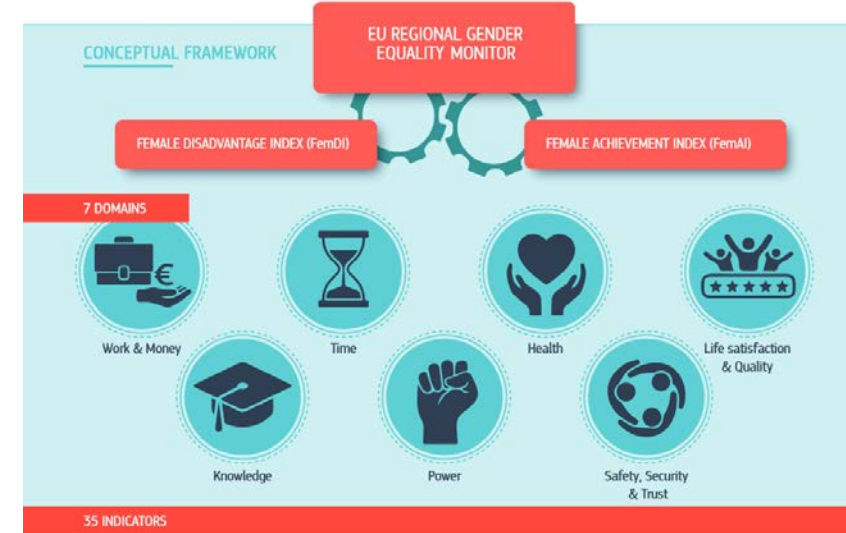 EU REGIONAL GENDER
EQUALITY MONITOR
CONCEPTUAL FRAMEWORK
FEMALE DISADVANTAGE INDEX (FemDI)
FEMALE ACHIEVEMENT INDEX (FemAI)
7 DOMAINS
€
Work & Money
Time
Health
Life satisfaction
& Quality
Knowledge
Power
Safety, Security
& Trust
35 INDICATORS